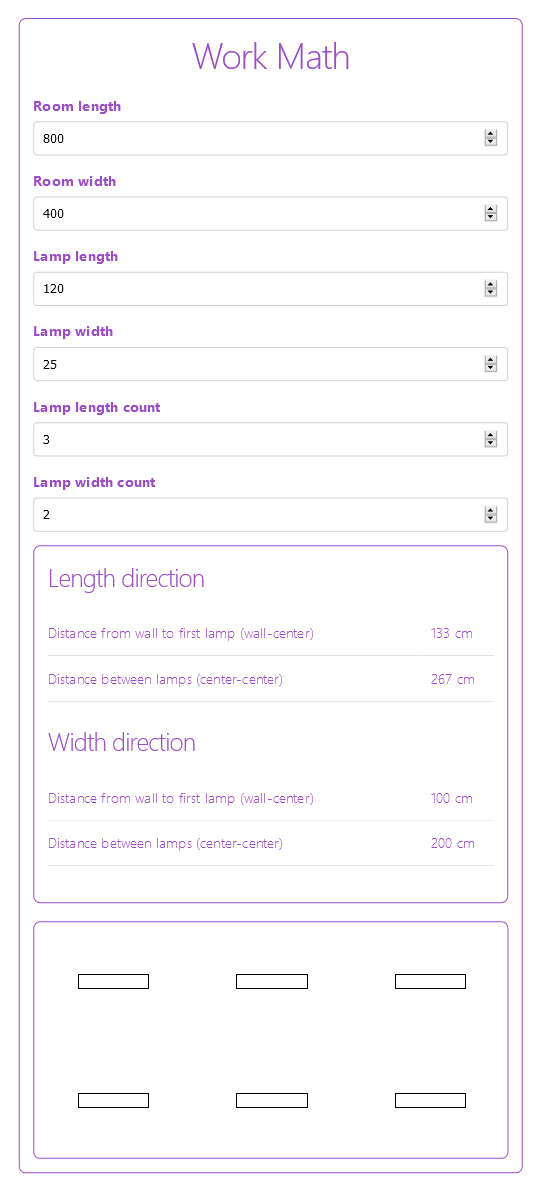 Work Math
Room length
800
Room width
400
Lamp length
120
Lamp width
25
Lamp length count
3
Lamp width count
2
Length direction
Distance from wall to first lamp (wall-center) 133 cm
Distance between lamps (center-center) 267 cm
Width direction
Distance from wall to first lamp (wall-center) 100 cm
Distance between lamps (center-center) 200 cm